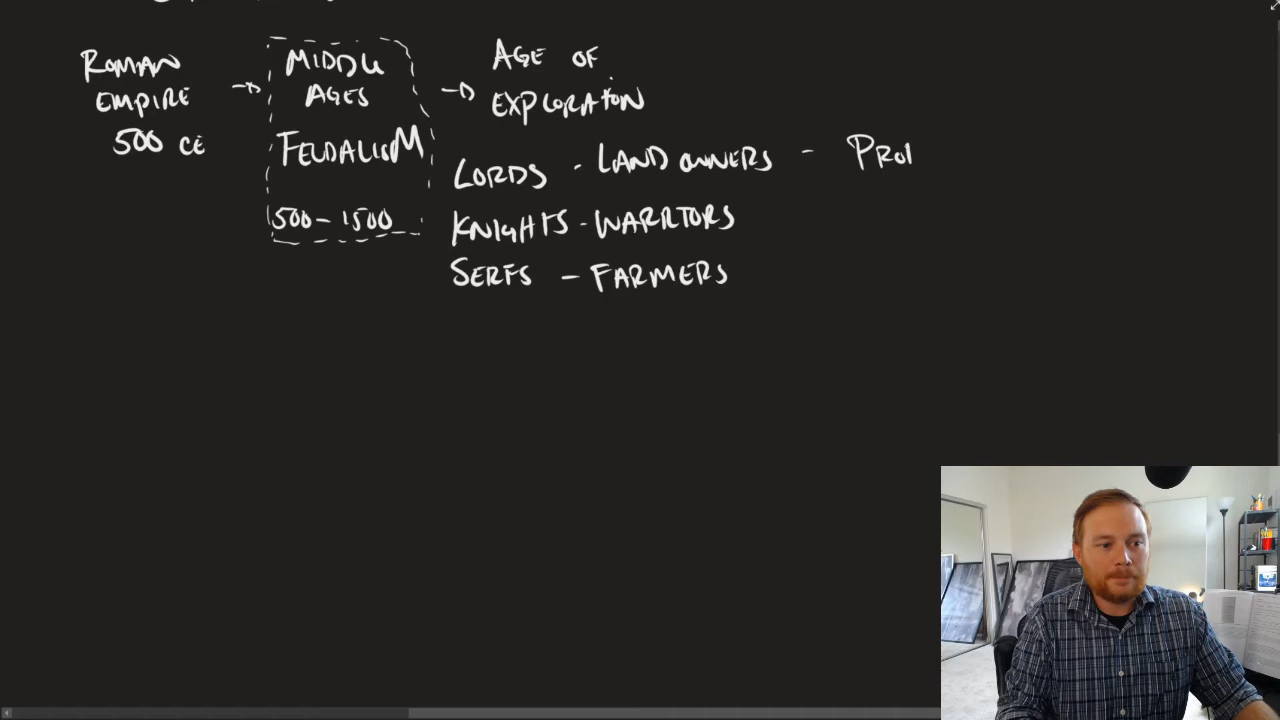 ROMAN
EMPIRE
500 CE
→
MIDDLE
AGES
FEUDALISM
500 - 1500
→
AGE OF
EXPLORATION
LORDS - LAND OWNERS - PRO
KNIGHTS - WARRIORS
SERFS - FARMERS